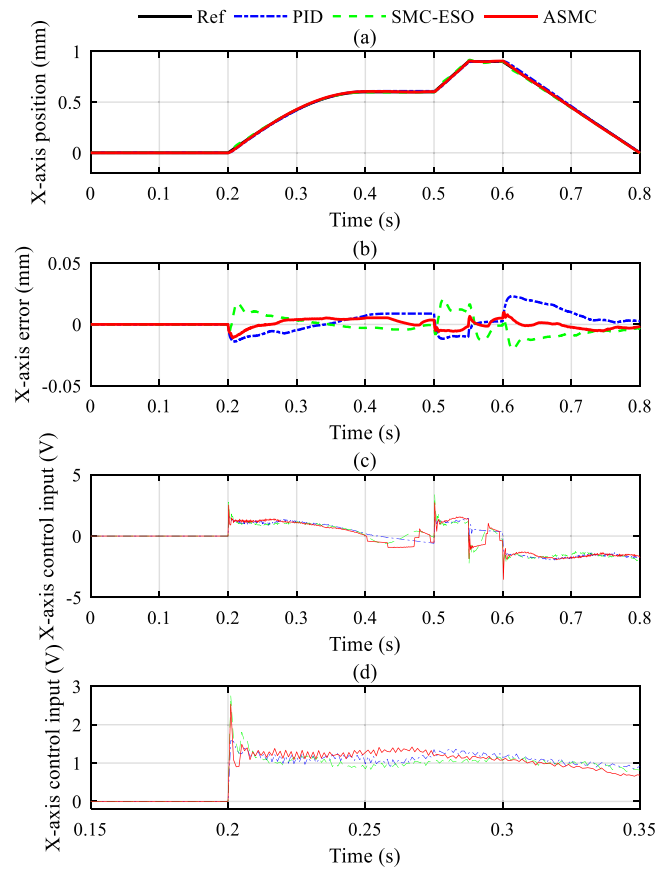 Ref PID SMC-ESO ASMC
(a)
X-axis position (mm)
1
0.5
0
0 0.1 0.2 0.3 0.4 0.5 0.6 0.7 0.8
Time (s)
(b)
X-axis error (mm)
0.05
0
-0.05
0 0.1 0.2 0.3 0.4 0.5 0.6 0.7 0.8
Time (s)
(c)
X-axis control input (V)
5
0
-5
0 0.1 0.2 0.3 0.4 0.5 0.6 0.7 0.8
Time (s)
(d)
X-axis control input (V)
3
2
1
0
0.15 0.2 0.25 0.3 0.35
Time (s)